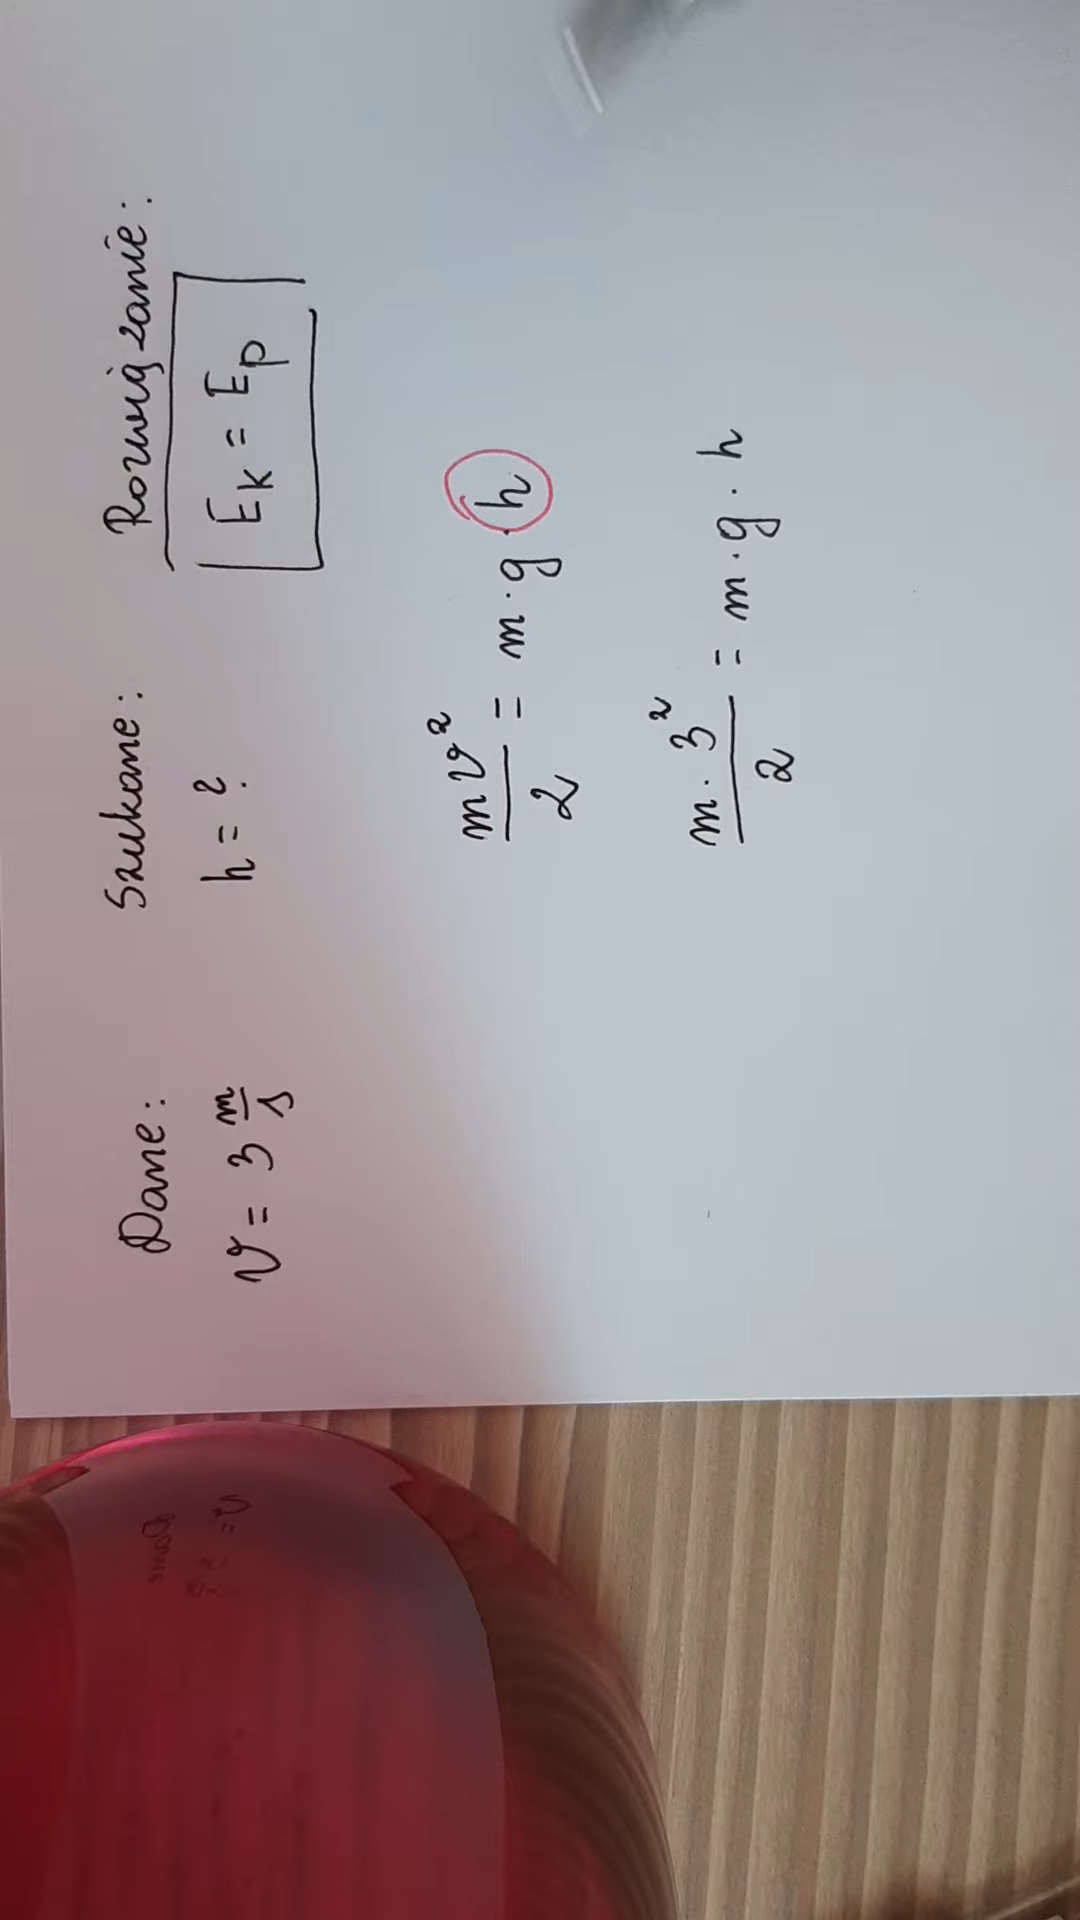 Dane: Szukane: Rozwiązanie:
v = 3 m/s h = ? Ek = Ep
mv²/2 = m · g · h
m · 3²/2 = m · g · h